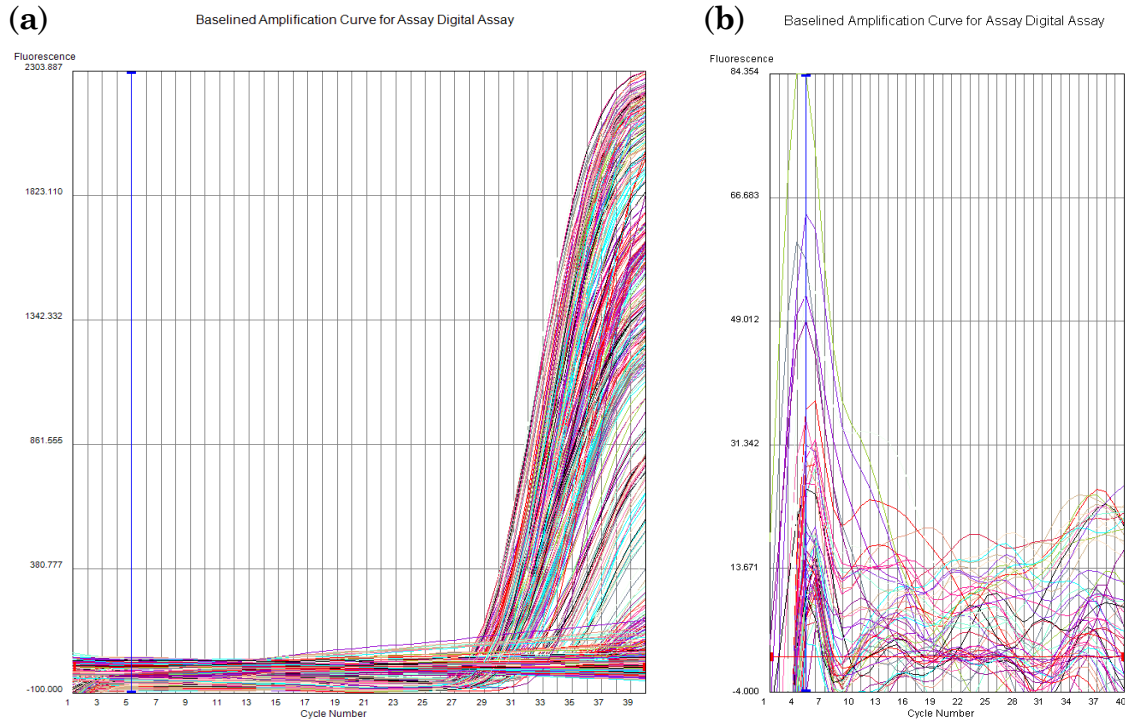 (a)
Baselined Amplification Curve for Assay Digital Assay
Fluorescence
2303.887
1823.110
1342.332
861.555
380.777
-100.000
1 3 5 7 9 11 13 15 17 19 21 23 25 27 29 31 33 35 37 39
Cycle Number
(b)
Baselined Amplification Curve for Assay Digital Assay
Fluorescence
84.354
66.683
49.012
31.342
13.671
-4.000
1 4 7 10 13 16 19 22 25 28 31 34 37 40
Cycle Number